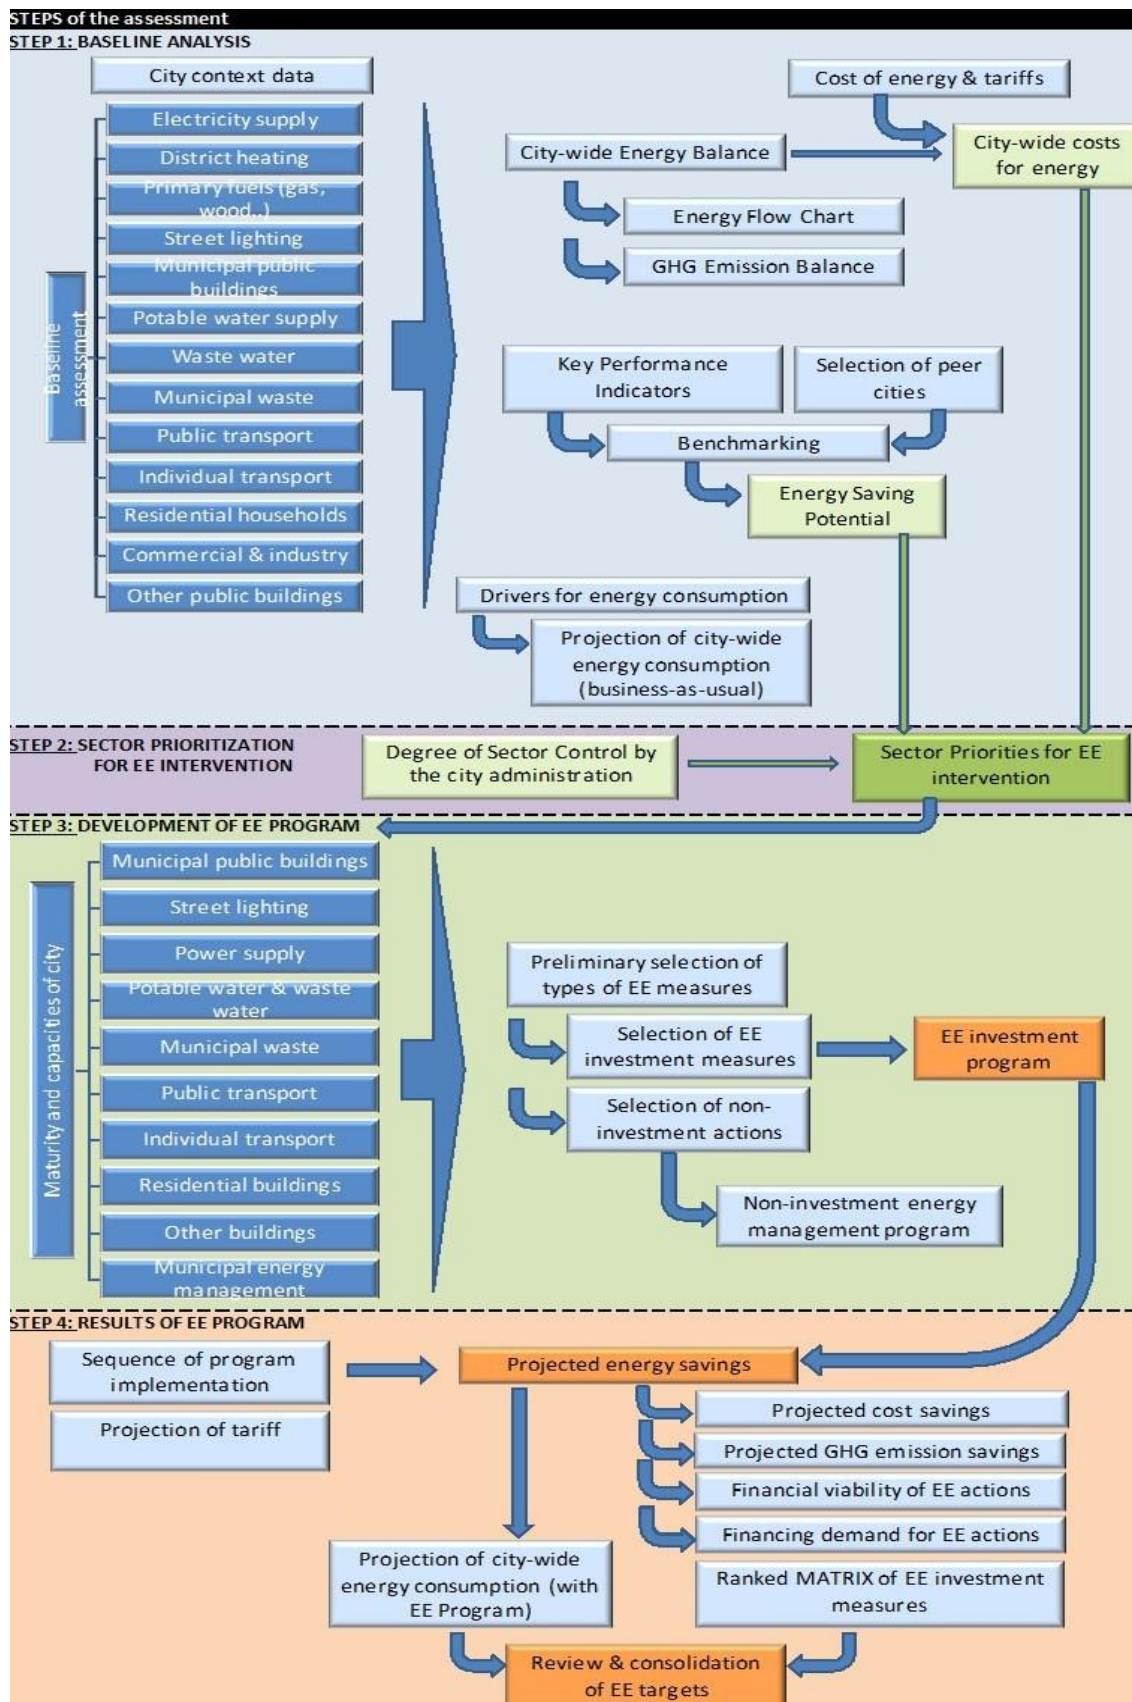 STEPS of the assessment
STEP 1: BASELINE ANALYSIS
City context data
Baseline
assessment
Electricity supply
District heating
Primary fuels (gas,
wood..)
Street lighting
Municipal public
buildings
Potable water supply
Waste water
Municipal waste
Public transport
Individual transport
Residential households
Commercial & industry
Other public buildings
Cost of energy & tariffs
City-wide Energy Balance
City-wide costs
for energy
Energy Flow Chart
GHG Emission Balance
Key Performance
Indicators
Selection of peer
cities
Benchmarking
Energy Saving
Potential
Drivers for energy consumption
Projection of city-wide
energy consumption
(business-as-usual)
STEP 2: SECTOR PRIORITIZATION
FOR EE INTERVENTION
Degree of Sector Control by
the city administration
Sector Priorities for EE
intervention
STEP 3: DEVELOPMENT OF EE PROGRAM
Maturity and capacities of city
Municipal public buildings
Street lighting
Power supply
Potable water & waste
water
Municipal waste
Public transport
Individual transport
Residential buildings
Other buildings
Municipal energy
management
Preliminary selection of
types of EE measures
Selection of EE
investment measures
EE investment
program
Selection of non-
investment actions
Non-investment energy
management program
STEP 4: RESULTS OF EE PROGRAM
Sequence of program
implementation
Projection of tariff
Projected energy savings
Projected cost savings
Projected GHG emission savings
Financial viability of EE actions
Financing demand for EE actions
Projection of city-wide
energy consumption (with
EE Program)
Ranked MATRIX of EE investment
measures
Review & consolidation
of EE targets